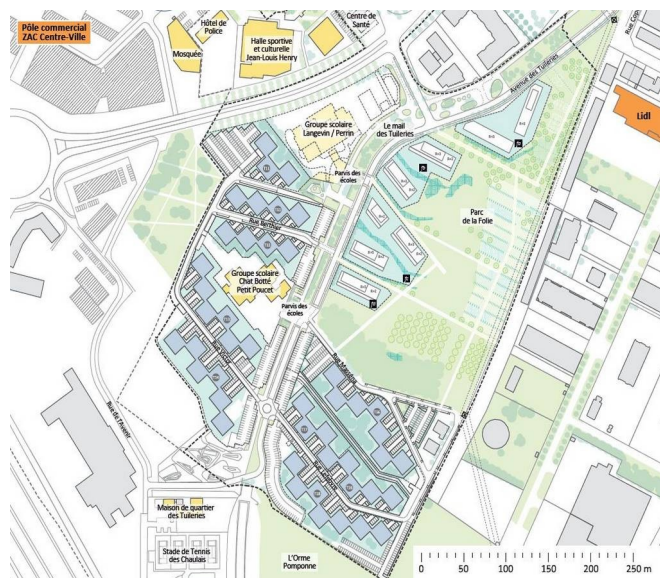 Pôle commercial
ZAC Centre-Ville
Hôtel de
Police
Mosquée
Halle sportive
et culturelle
Jean-Louis Henry
Centre de
Santé
Avenue des Tuileries
Lidl
Groupe scolaire
Langevin / Perrin
Le mail
des Tuileries
Parvis des
écoles
Rue Berthier
Parc
de la Folie
Groupe scolaire
Chat Botté
Petit Poucet
Parvis des
écoles
Rue de l'Avenir
Maison de quartier
des Tuileries
Stade de Tennis
des Chaulais
L'Orme
Pomponne
0 50 100 150 200 250 m